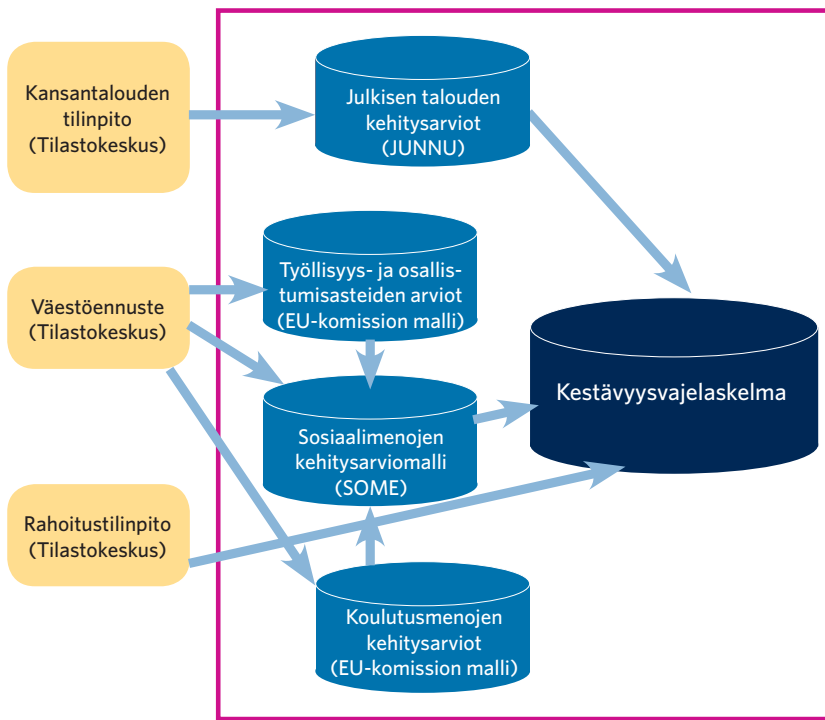 Kansantalouden
tilinpito
(Tilastokeskus)
Julkisen talouden
kehitysarviot
(JUNNU)
Väestöennuste
(Tilastokeskus)
Työllisyys- ja osallis-
tumisasteiden arviot
(EU-komission malli)
Kestävyysvajelaskelma
Sosiaalimenojen
kehitysarviomalli
(SOME)
Rahoitustilinpito
(Tilastokeskus)
Koulutusmenojen
kehitysarviot
(EU-komission malli)